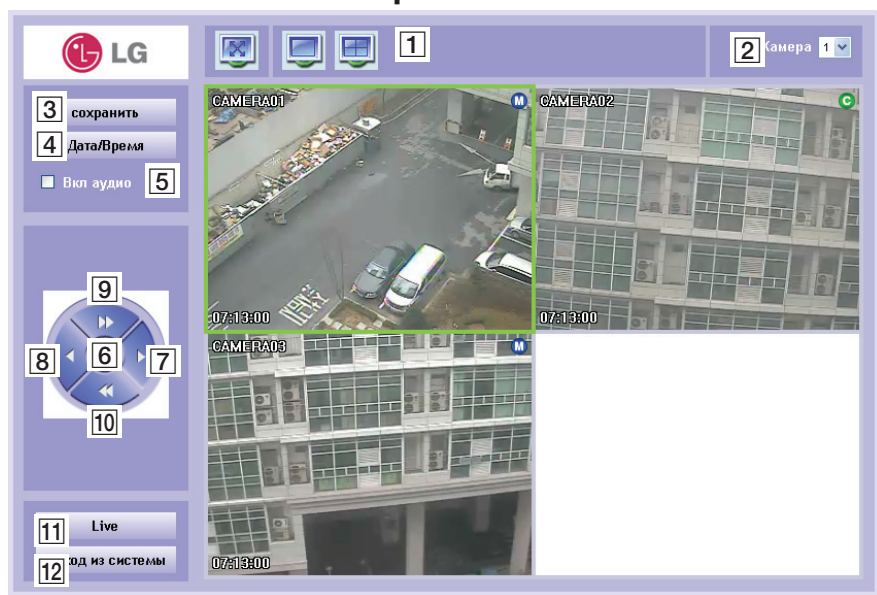 LG
1
2 Камера 1
3 сохранить
4 Дата/Время
Вкл аудио 5
CAMERA01 M
CAMERA02 C
07:13:00
07:13:00
9
8 6 7
10
CAMERA03 M
07:13:00
11 Live
12 из системы